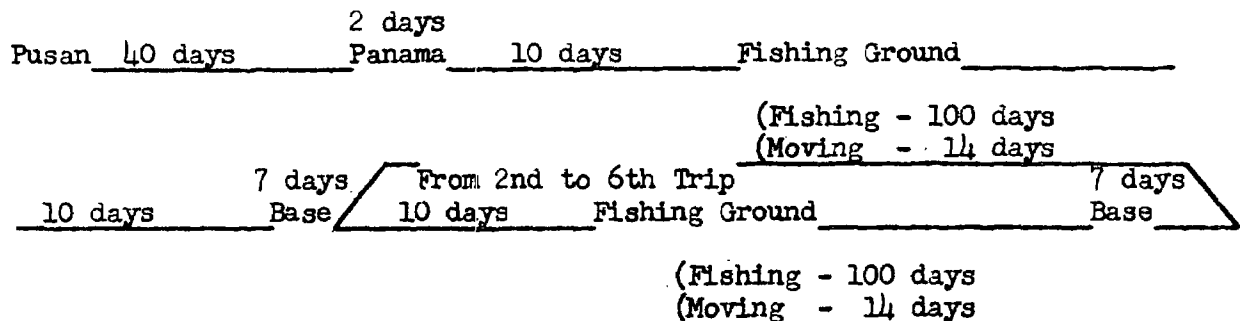 2 days
Pusan 40 days Panama 10 days Fishing Ground
(Fishing - 100 days
(Moving - 14 days
7 days From 2nd to 6th Trip 7 days
10 days Base 10 days Fishing Ground Base
(Fishing - 100 days
(Moving - 14 days